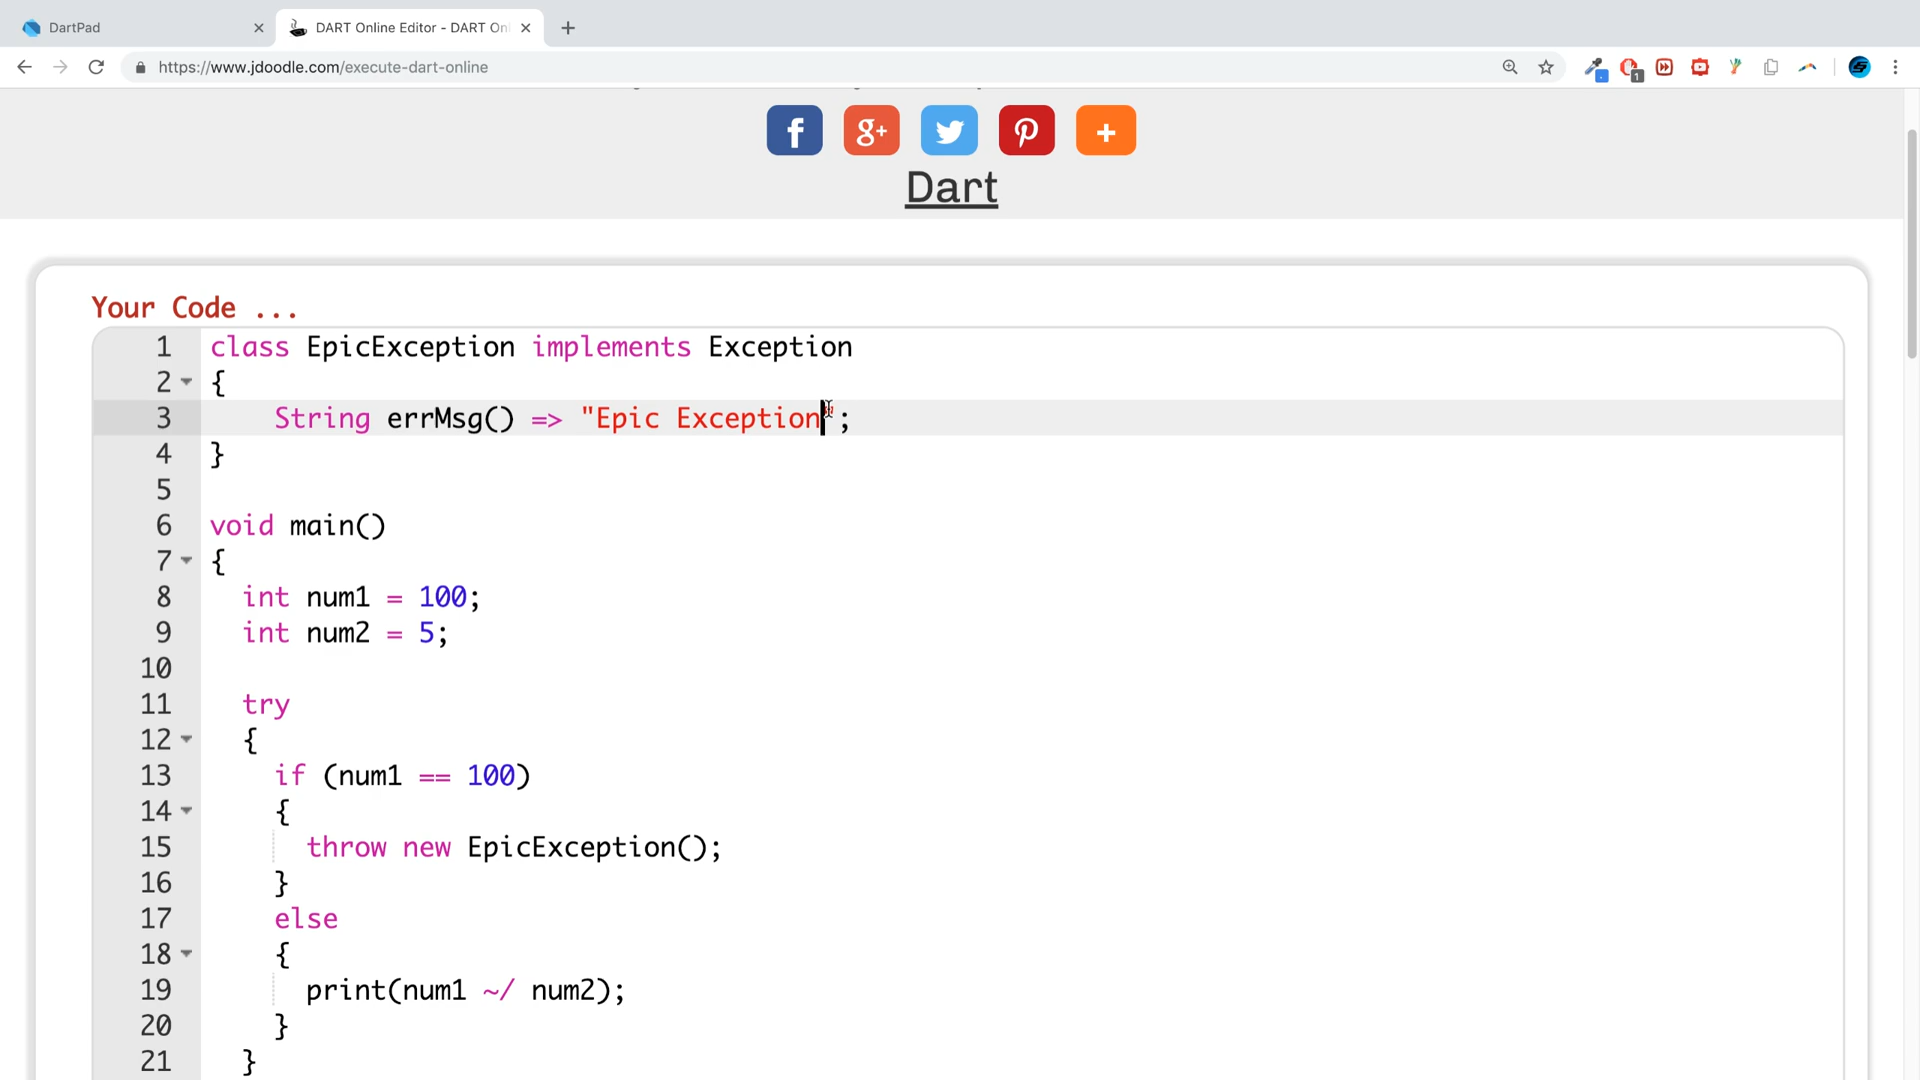 DartPad
DART Online Editor - DART Onl
https://www.jdoodle.com/execute-dart-online
1
f
g+
+
Dart
Your Code ...
1 class EpicException implements Exception
2 {
3 String errMsg() => "Epic Exception";
4 }
5
6 void main()
7 {
8 int num1 = 100;
9 int num2 = 5;
10
11 try
12 {
13 if (num1 == 100)
14 {
15 throw new EpicException();
16 }
17 else
18 {
19 print(num1 ~/ num2);
20 }
21 }